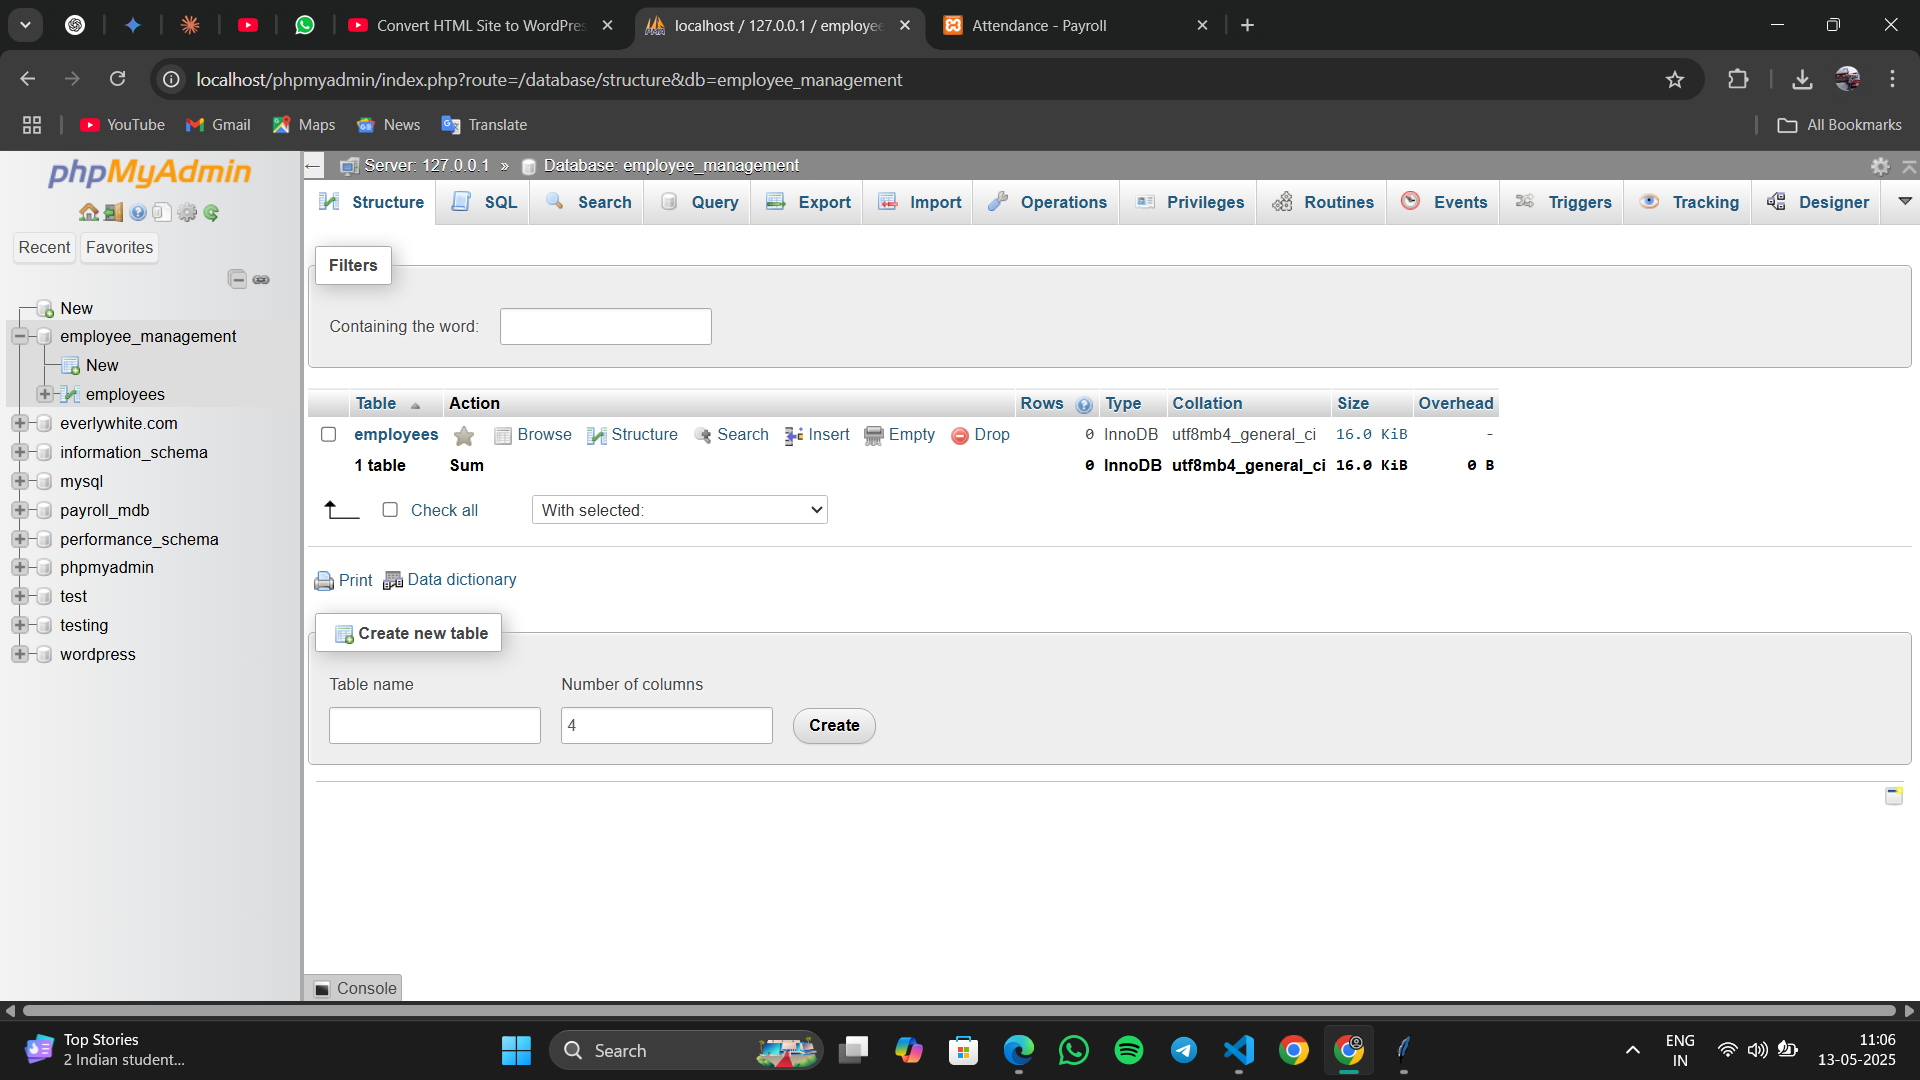 Convert HTML Site to WordPres
localhost / 127.0.0.1 / employee
Attendance - Payroll
localhost/phpmyadmin/index.php?route=/database/structure&db=employee_management
YouTube
Gmail
Maps
News
Translate
All Bookmarks
phpMyAdmin
Recent
Favorites
New
employee_management
New
employees
everlywhite.com
information_schema
mysql
payroll_mdb
performance_schema
phpmyadmin
test
testing
wordpress
Server: 127.0.0.1 » Database: employee_management
Structure
SQL
Search
Query
Export
Import
Operations
Privileges
Routines
Events
Triggers
Tracking
Designer
Filters
Containing the word:
Table Action Rows Type Collation Size Overhead
employees Browse Structure Search Insert Empty Drop 0 InnoDB utf8mb4_general_ci 16.0 KiB -
1 table Sum 0 InnoDB utf8mb4_general_ci 16.0 KiB 0 B
Check all
With selected:
Print
Data dictionary
Create new table
Table name
Number of columns
4
Create
Console
Top Stories
2 Indian student...
Search
ENG
IN
11:06
13-05-2025